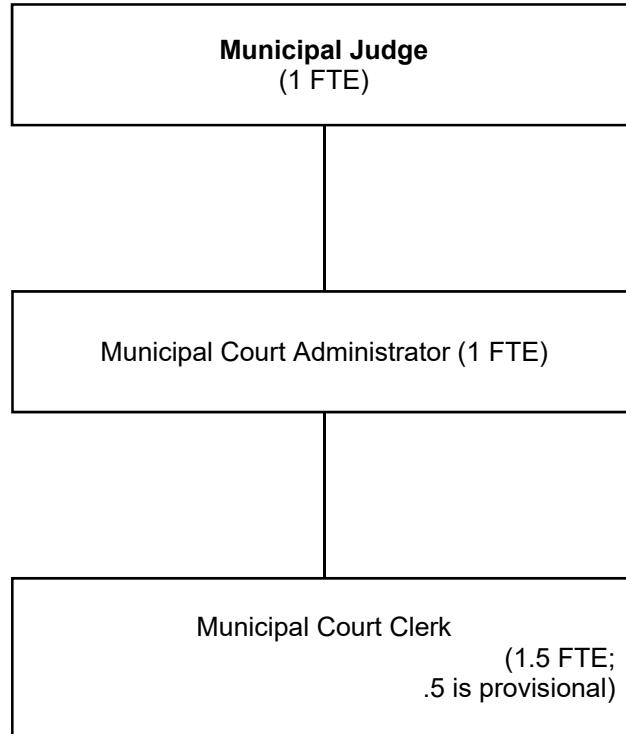 Municipal Judge
(1 FTE)
Municipal Court Administrator (1 FTE)
Municipal Court Clerk
(1.5 FTE;
.5 is provisional)